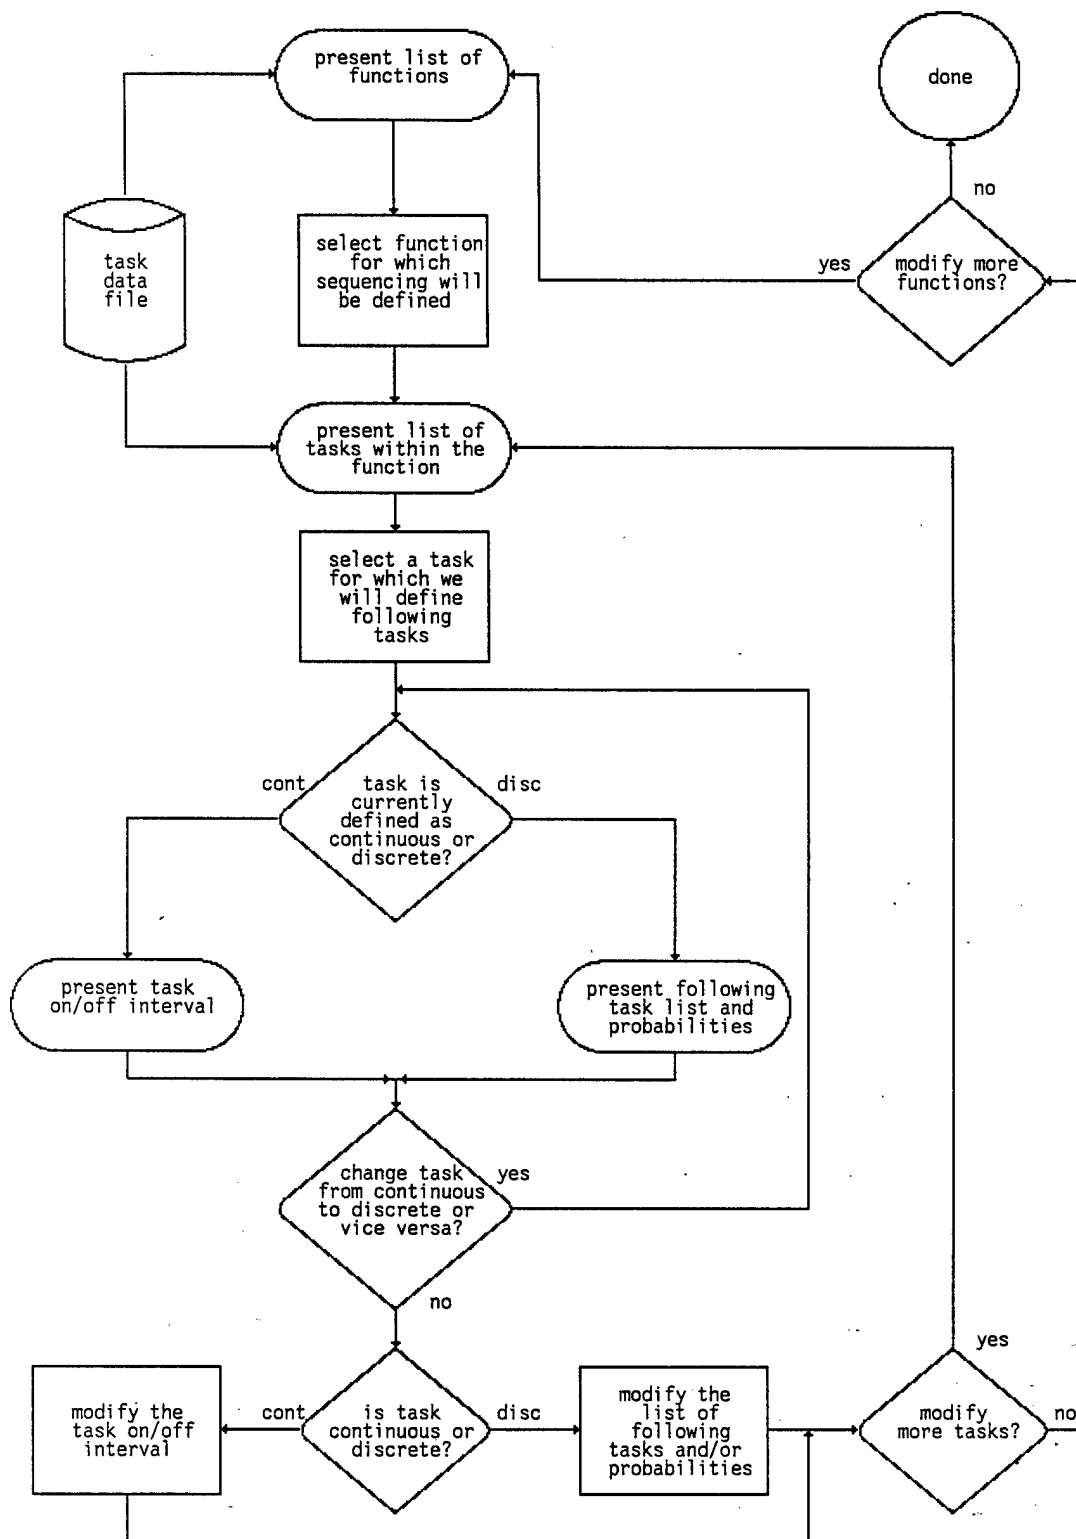 present list of
functions
done
no
task
data
file
select function
for which
sequencing will
be defined
yes
modify more
functions?
present list of
tasks within the
function
select a task
for which we
will define
following
tasks
cont
task is
currently
defined as
continuous or
discrete?
disc
present task
on/off interval
present following
task list and
probabilities
change task
from continuous
to discrete or
vice versa?
yes
no
yes
modify the
task on/off
interval
cont
is task
continuous or
discrete?
disc
modify the
list of
following
tasks and/or
probabilities
modify
more tasks?
no